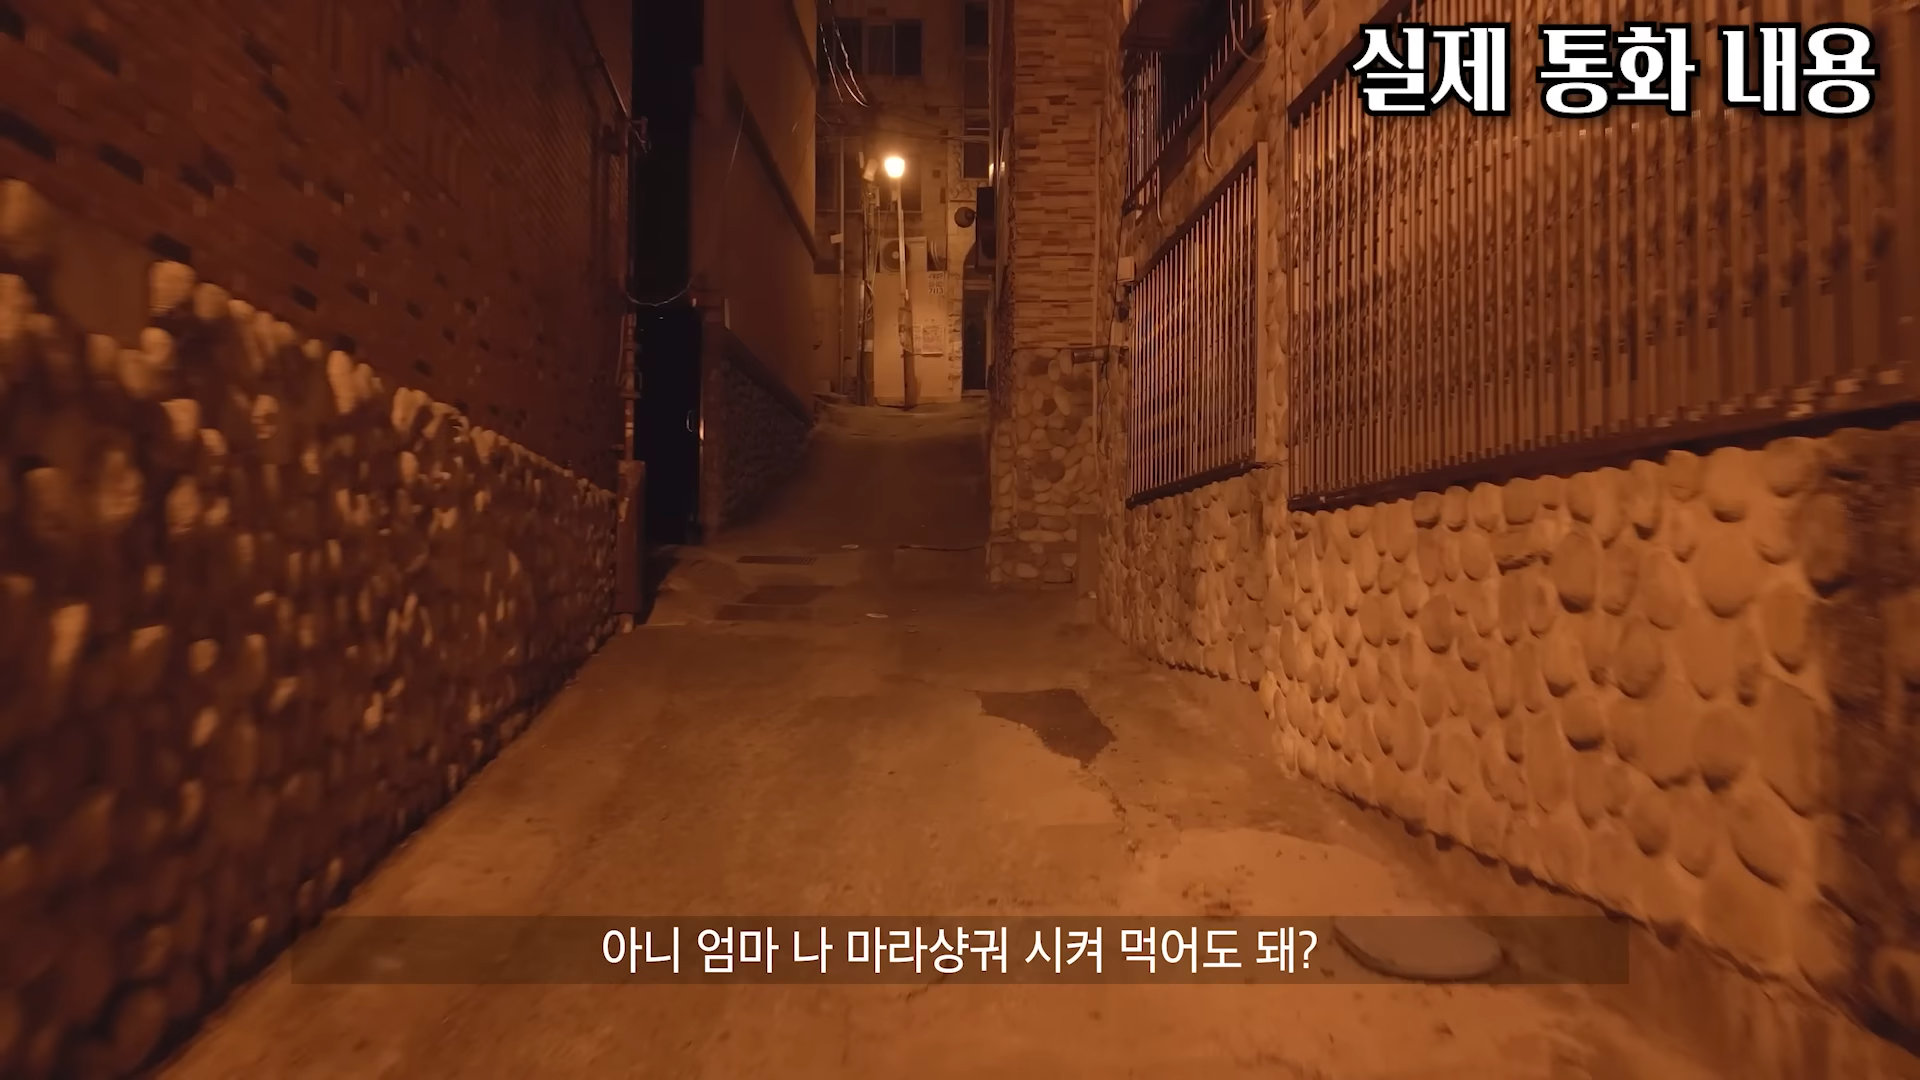 실제 통화 내용
아니 엄마 나 마라샹궈 시켜 먹어도 돼?